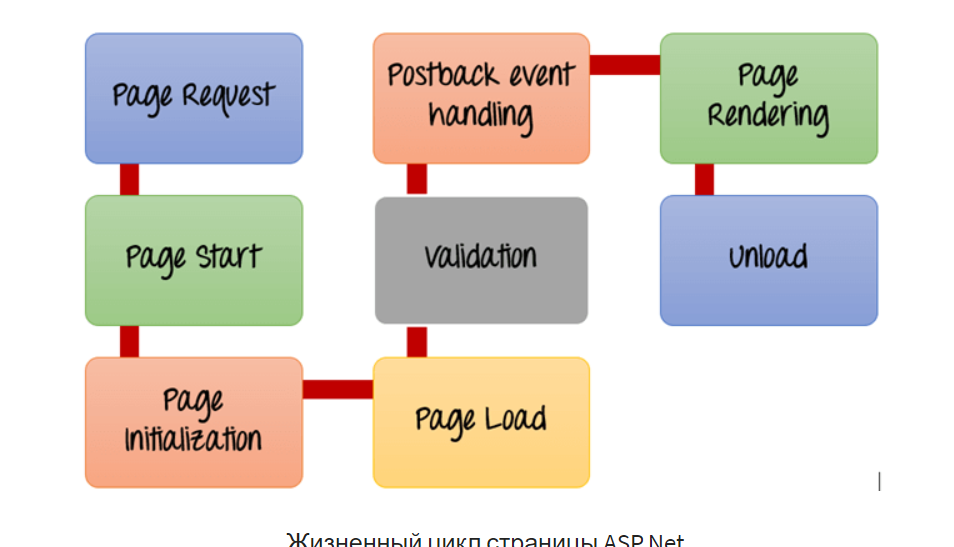 Page Request
Page Start
Page
Initialization
Page Load
Validation
Postback event
handling
Page
Rendering
Unload
Жизненный цикл страницы ASP.Net